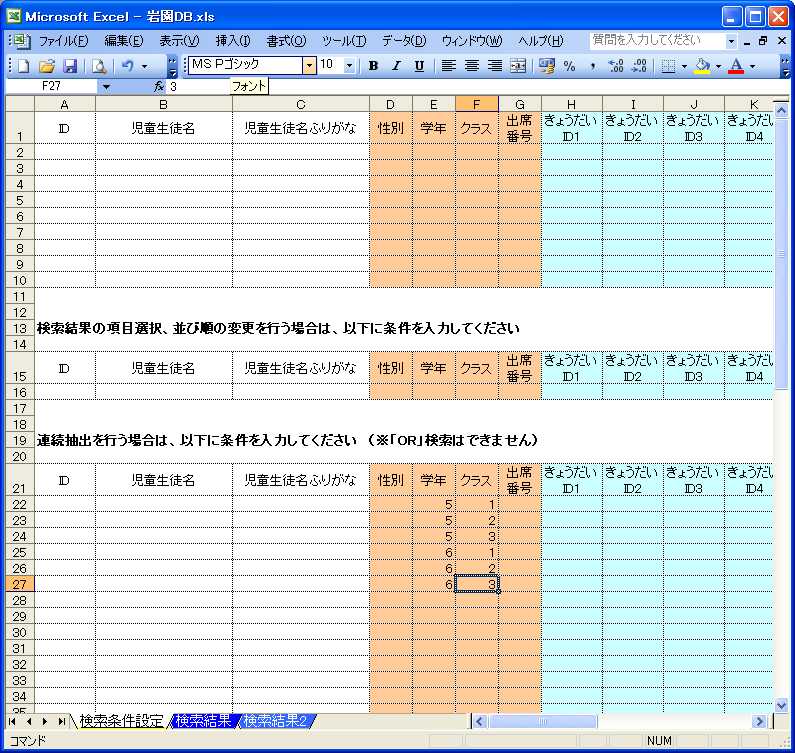 Microsoft Excel - 岩園DB.xls
ファイル(F) 編集(E) 表示(V) 挿入(I) 書式(O) ツール(T) データ(D) ウィンドウ(W) ヘルプ(H) 質問を入力してください
MS Pゴシック 10 B I U
F27 fx 3 フォント
A B C D E F G H I J K
1 ID 児童生徒名 児童生徒名ふりがな 性別 学年 クラス 出席番号 きょうだいID1 きょうだいID2 きょうだいID3 きょうだいID4
2
3
4
5
6
7
8
9
10
11
12
13 検索結果の項目選択、並び順の変更を行う場合は、以下に条件を入力してください
14
15 ID 児童生徒名 児童生徒名ふりがな 性別 学年 クラス 出席番号 きょうだいID1 きょうだいID2 きょうだいID3 きょうだいID4
16
17
18
19 連続抽出を行う場合は、以下に条件を入力してください (※「OR」検索はできません)
20
21 ID 児童生徒名 児童生徒名ふりがな 性別 学年 クラス 出席番号 きょうだいID1 きょうだいID2 きょうだいID3 きょうだいID4
22 5 1
23 5 2
24 5 3
25 6 1
26 6 2
27 6 3
28
29
30
31
32
33
34
35
検索条件設定 検索結果 検索結果2
コマンド NUM